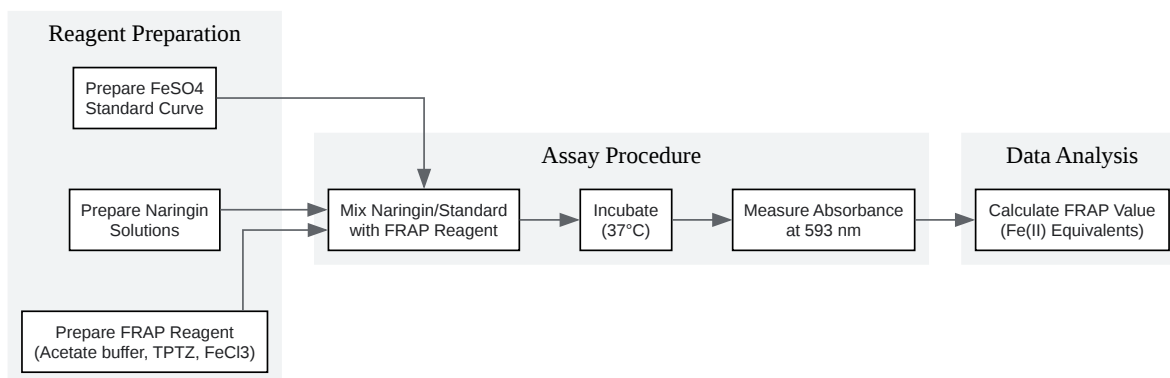 Reagent Preparation
Prepare FeSO4
Standard Curve
Prepare Naringin
Solutions
Prepare FRAP Reagent
(Acetate buffer, TPTZ, FeCl3)
Assay Procedure
Mix Naringin/Standard
with FRAP Reagent
Incubate
(37°C)
Measure Absorbance
at 593 nm
Data Analysis
Calculate FRAP Value
(Fe(II) Equivalents)